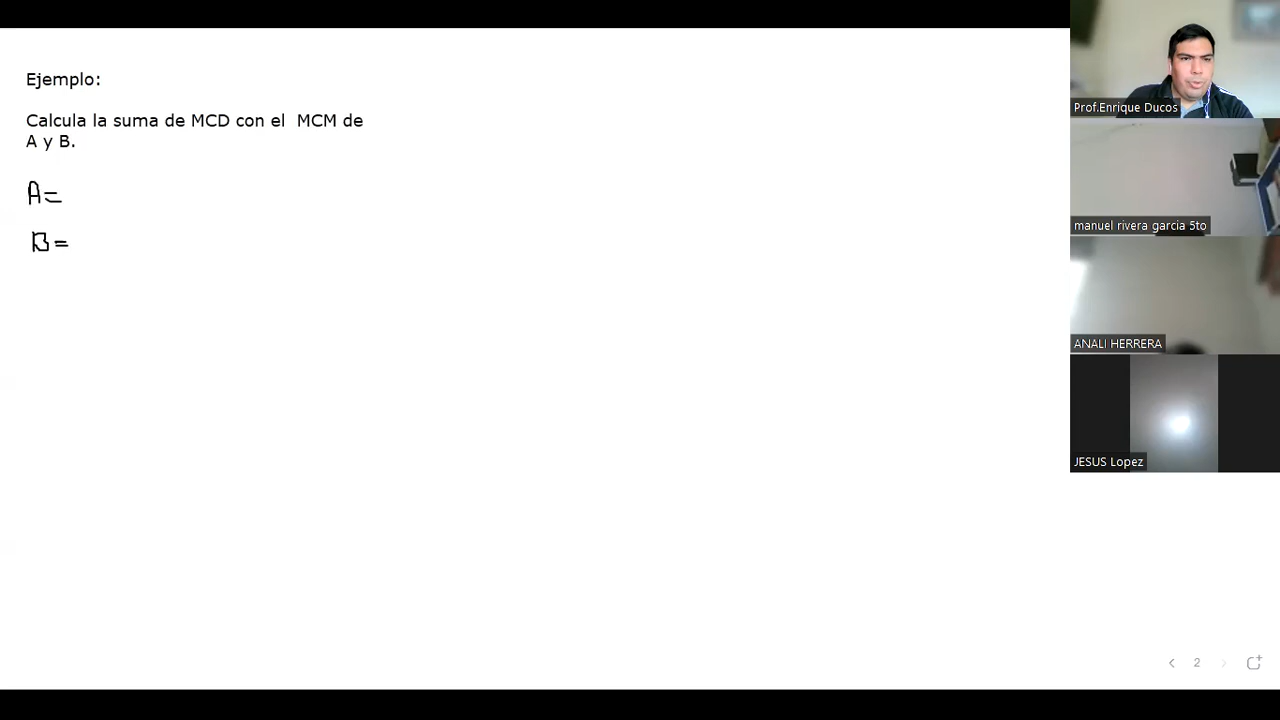 Ejemplo:
Calcula la suma de MCD con el MCM de
A y B.
A=
B=
Prof.Enrique Ducos
manuel rivera garcia 5to
ANALI HERRERA
JESUS Lopez
2